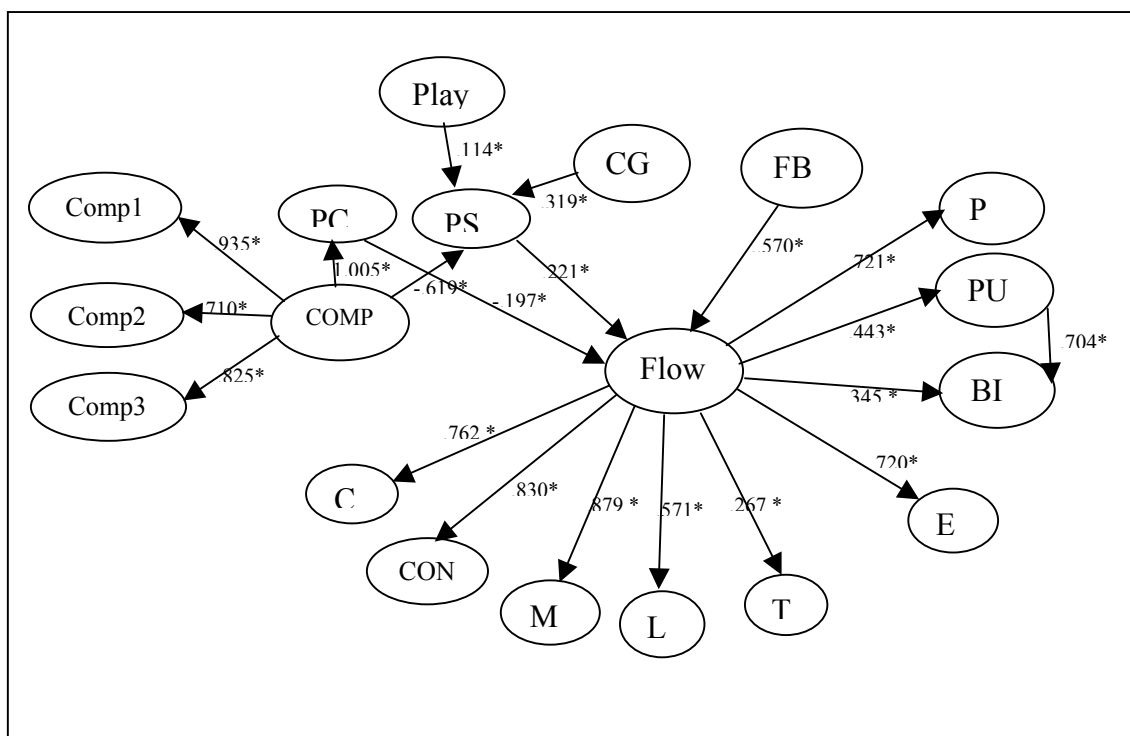 Play
.114*
CG
FB
.319*
Comp1
PC
PS
P
.935*
1.005*
.221*
.570*
.721*
-.619*
-.197*
PU
Comp2
.710*
COMP
.443*
.704*
Flow
BI
.345 *
Comp3
.825*
.762 *
.720*
C
.830*
.879 *
.571*
.267 *
E
CON
M
L
T